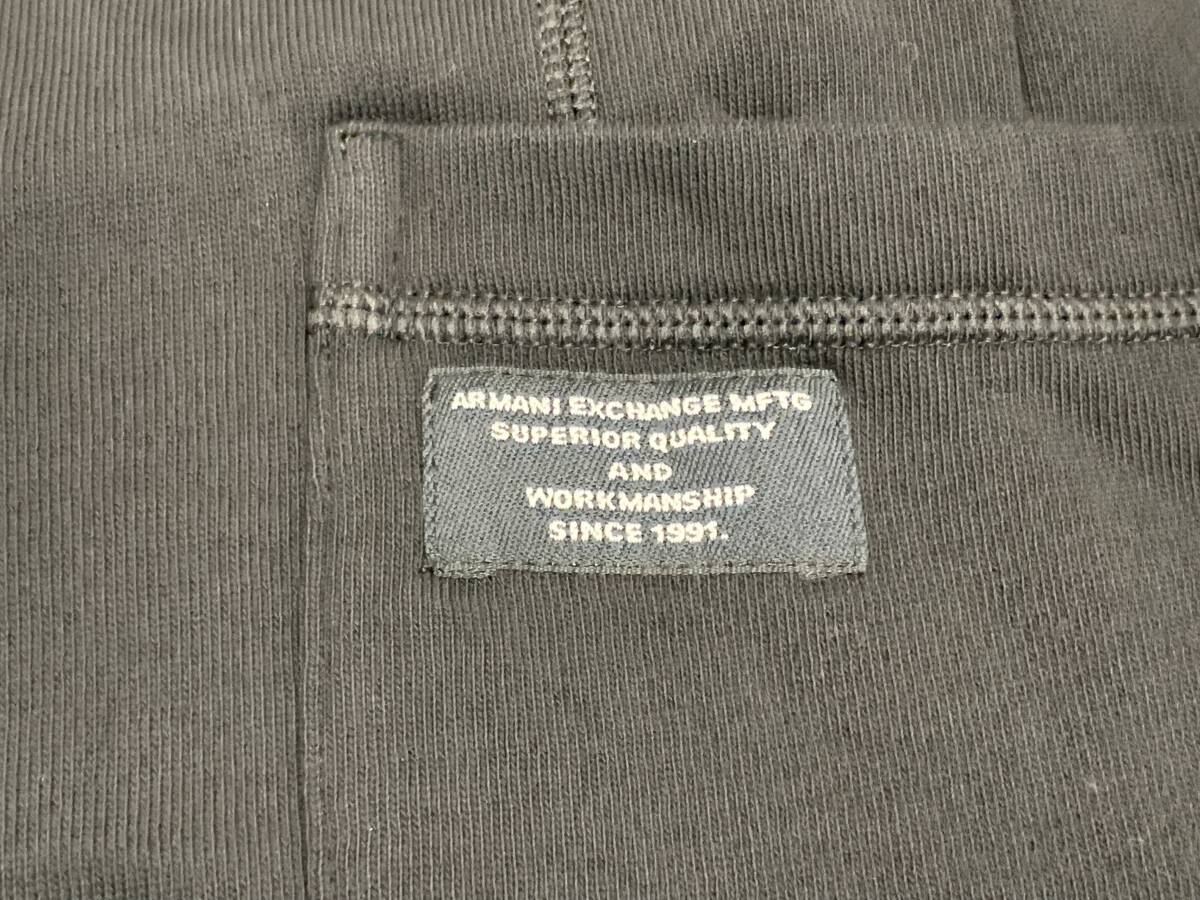 ARMANI EXCHANGE MFTG
SUPERIOR QUALITY
AND
WORKMANSHIP
SINCE 1991.